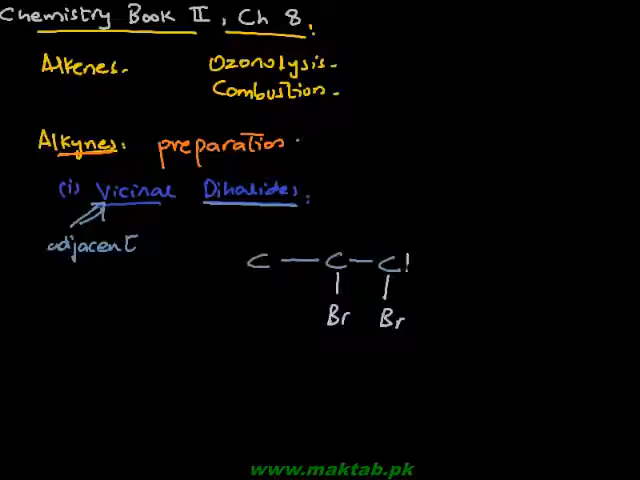 Chemistry Book II, Ch 8.
Alkenes. Ozonolysis.
Combustion.
Alkynes. preparation.
(i) Vicinal Dihalides.
adjacent
C — C — C
Br Br
www.maktab.pk